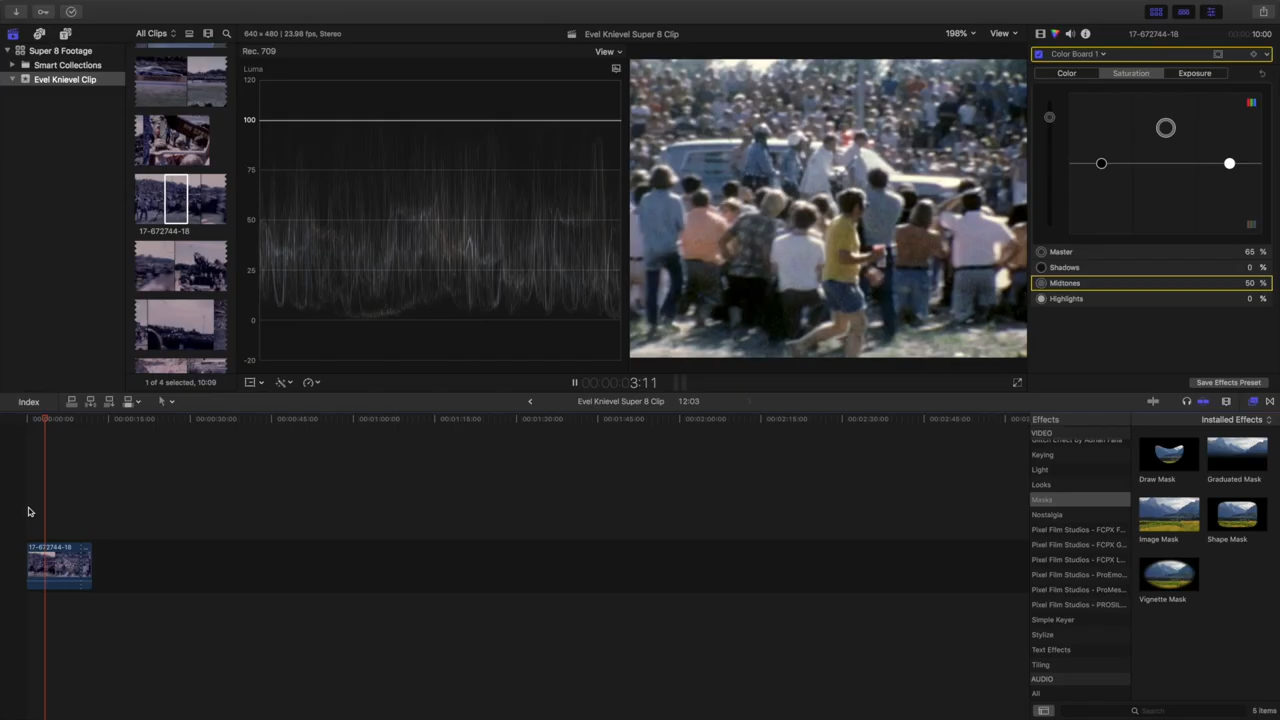 All Clips
640 × 480 | 23.98 fps, Stereo
Evel Knievel Super 8 Clip
198%
View
17-672744-18
10:00
Super 8 Footage
Smart Collections
Evel Knievel Clip
17-672744-18
1 of 4 selected, 10:09
Rec. 709
View
Luma
120
100
75
50
25
0
-20
00:00:00 3:11
Color Board 1
Color
Saturation
Exposure
Master 65 %
Shadows 0 %
Midtones 50 %
Highlights 0 %
Save Effects Preset
Index
Evel Knievel Super 8 Clip 12:03
00:00:00:00
00:00:15:00
00:00:30:00
00:00:45:00
00:01:00:00
00:01:15:00
00:01:30:00
00:01:45:00
00:02:00:00
00:02:15:00
00:02:30:00
00:02:45:00
17-672744-18
Effects
Installed Effects
VIDEO
Keying
Light
Looks
Masks
Nostalgia
Pixel Film Studios - FCPX F...
Pixel Film Studios - FCPX G...
Pixel Film Studios - FCPX L...
Pixel Film Studios - ProEmo...
Pixel Film Studios - ProMes...
Pixel Film Studios - PROSIL...
Simple Keyer
Stylize
Text Effects
Tiling
AUDIO
All
Draw Mask
Graduated Mask
Image Mask
Shape Mask
Vignette Mask
Search
5 items